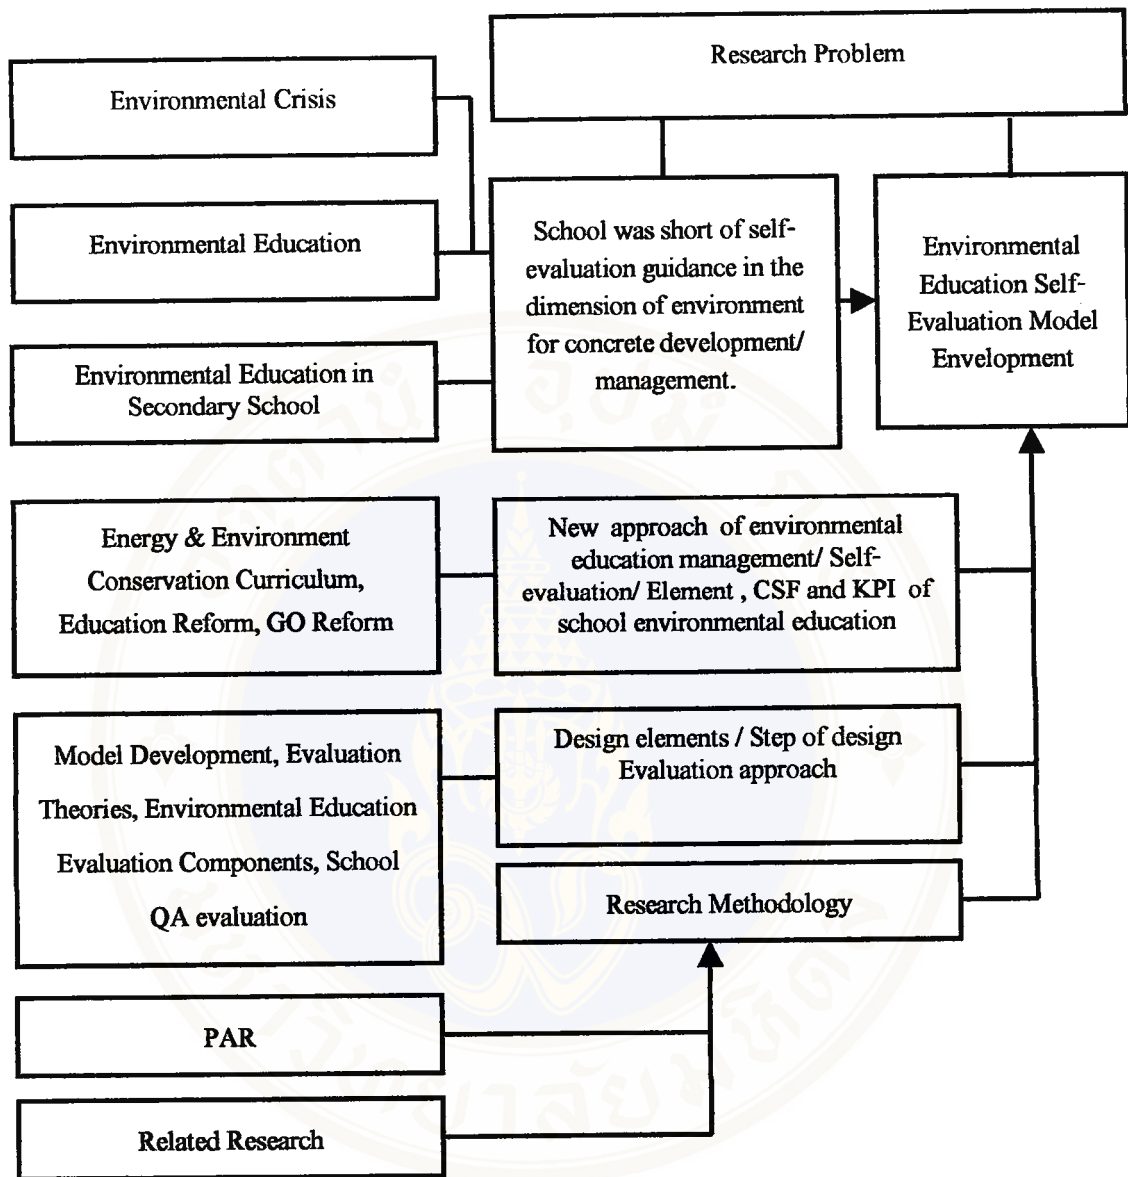 Research Problem
Environmental Crisis
Environmental Education
Environmental Education in
Secondary School
School was short of self-
evaluation guidance in the
dimension of environment
for concrete development/
management.
Environmental
Education Self-
Evaluation Model
Envelopment
Energy & Environment
Conservation Curriculum,
Education Reform, GO Reform
New approach of environmental
education management/ Self-
evaluation/ Element , CSF and KPI of
school environmental education
Model Development, Evaluation
Theories, Environmental Education
Evaluation Components, School
QA evaluation
Design elements / Step of design
Evaluation approach
Research Methodology
PAR
Related Research